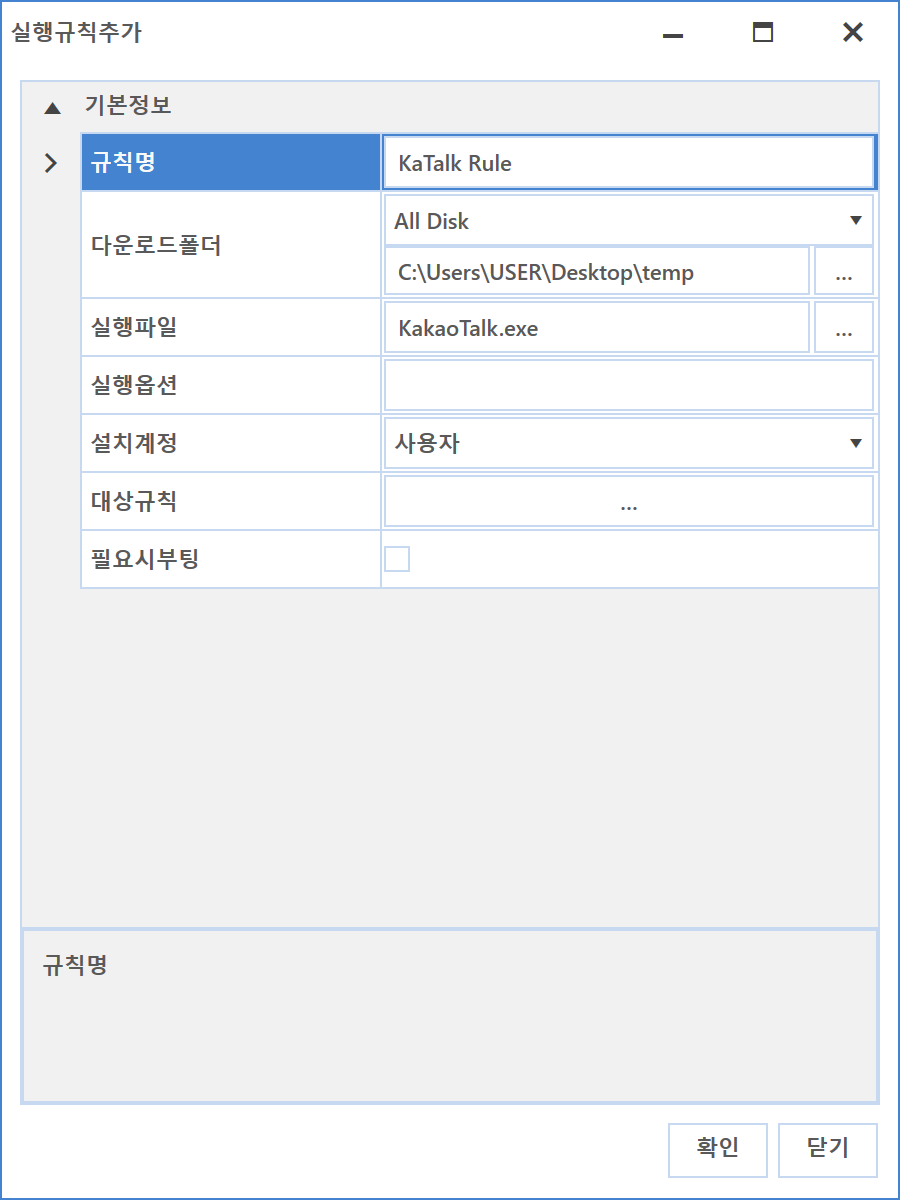 실행규칙추가
기본정보
규칙명 KaTalk Rule
다운로드폴더 All Disk
C:\Users\USER\Desktop\temp ...
실행파일 KakaoTalk.exe ...
실행옵션
설치계정 사용자
대상규칙 ...
필요시부팅
규칙명
확인 닫기